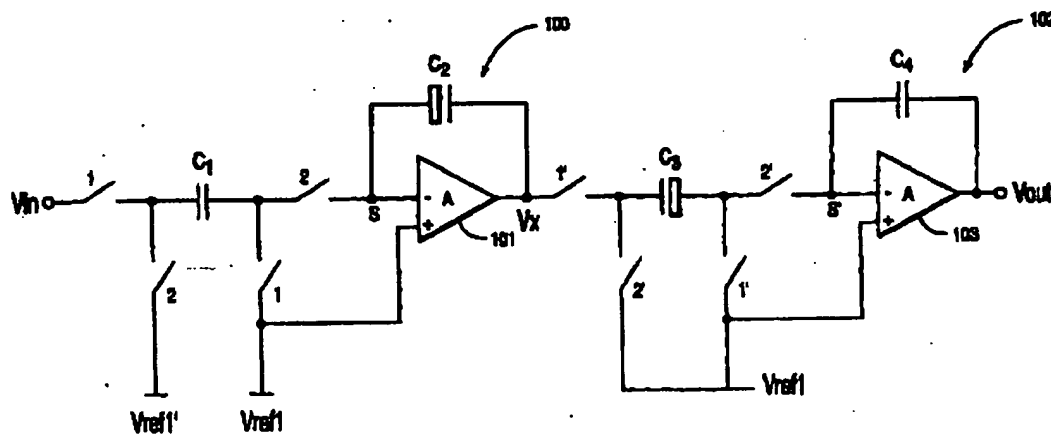 100
102
C2
C4
C1
C3
1
2
1'
2'
Vin
S
- A
+
Vx
101
S'
- A
+
Vout
103
2
1
2'
1'
Vref1'
Vref1
Vref1